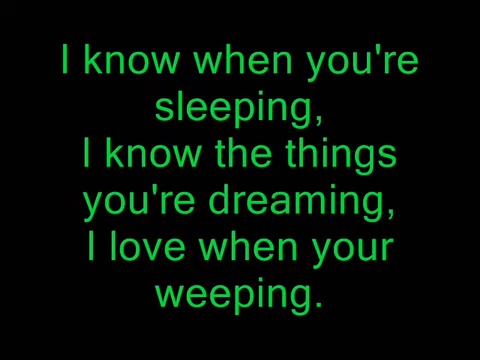 I know when you're
sleeping,
I know the things
you're dreaming,
I love when your
weeping.